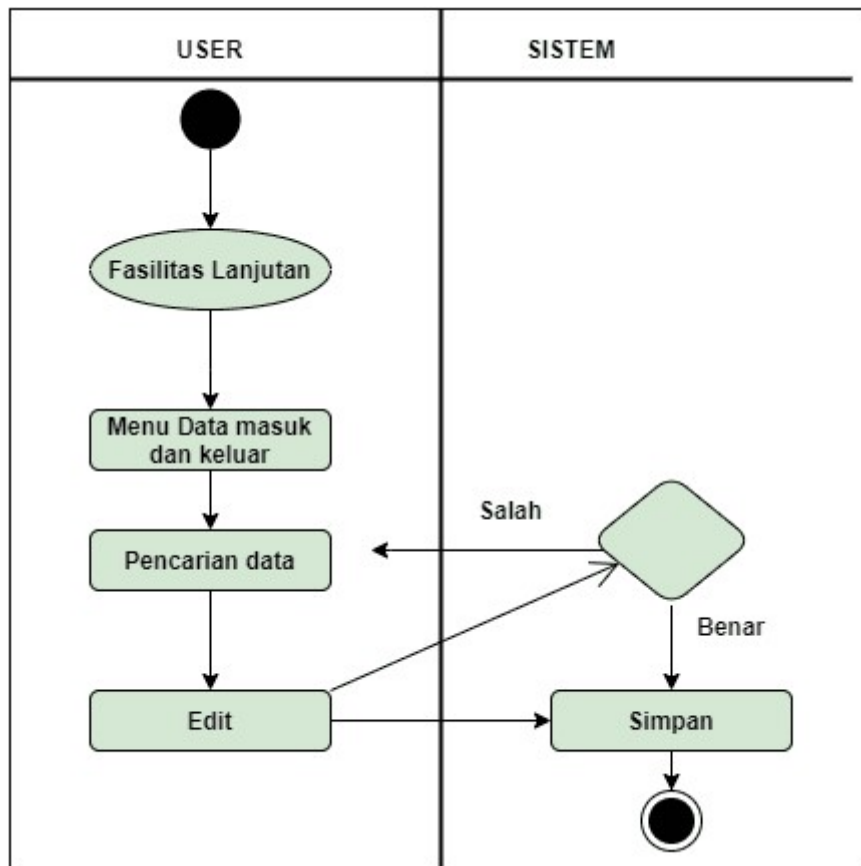 USER
SISTEM
Fasilitas Lanjutan
Menu Data masuk
dan keluar
Salah
Pencarian data
Benar
Edit
Simpan